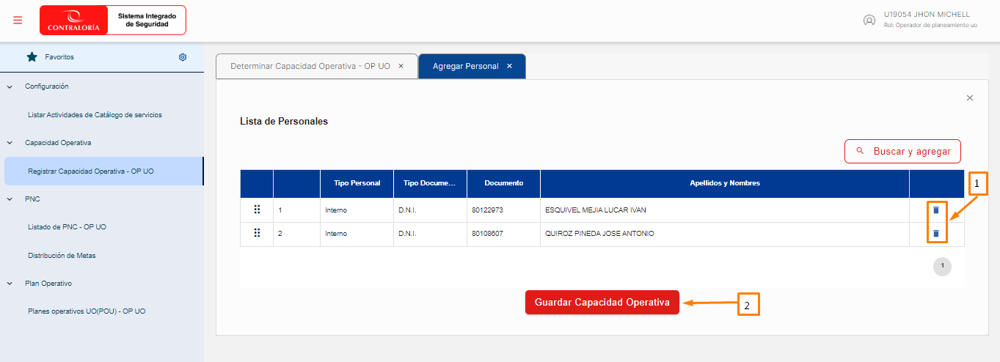 CONTRALORÍA
Sistema Integrado
de Seguridad
U19054 JHON MICHELL
Rol; Operador de planeamiento uo
Favoritos
Configuración
Listar Actividades de Catálogo de servicios
Capacidad Operativa
Registrar Capacidad Operativa - OP UO
PNC
Listado de PNC - OP UO
Distribución de Metas
Plan Operativo
Planes operativos UO(POU) - OP UO
Determinar Capacidad Operativa - OP UO ×
Agregar Personal ×
Lista de Personales
Buscar y agregar
Tipo Personal Tipo Docume... Documento Apellidos y Nombres
1
1 Interno D.N.I. 80122973 ESQUIVEL MEJIA LUCAR IVAN
2 Interno D.N.I. 80108607 QUIROZ PINEDA JOSE ANTONIO
1
Guardar Capacidad Operativa
2